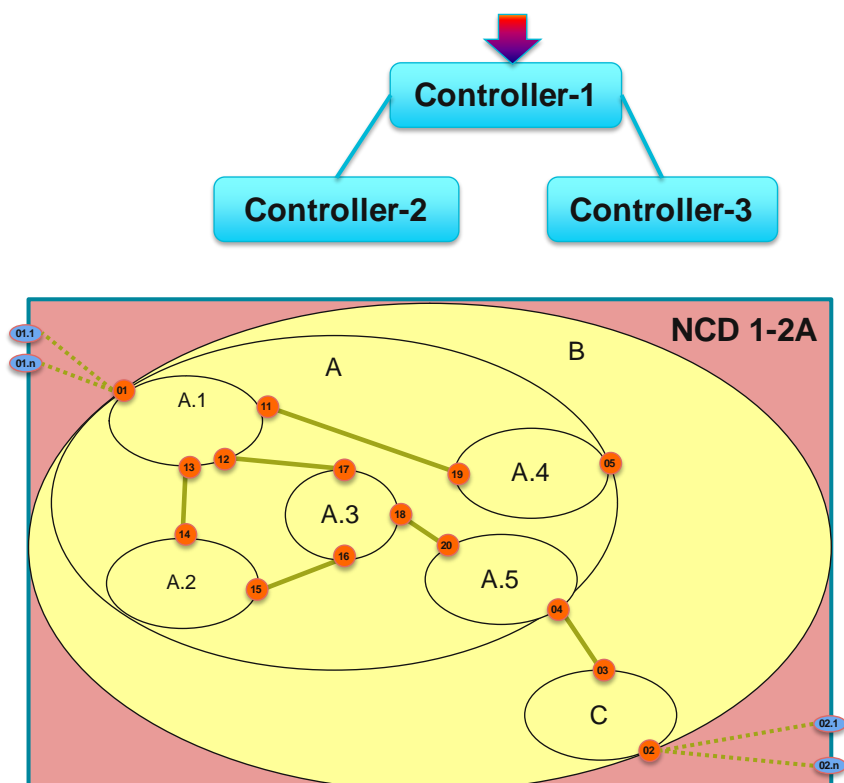 Controller-1
Controller-2
Controller-3
NCD 1-2A
01.1
01.n
B
A
01
A.1
11
13
12
17
19
A.4
05
A.3
18
14
16
20
A.2
15
A.5
04
03
C
02
02.1
02.n